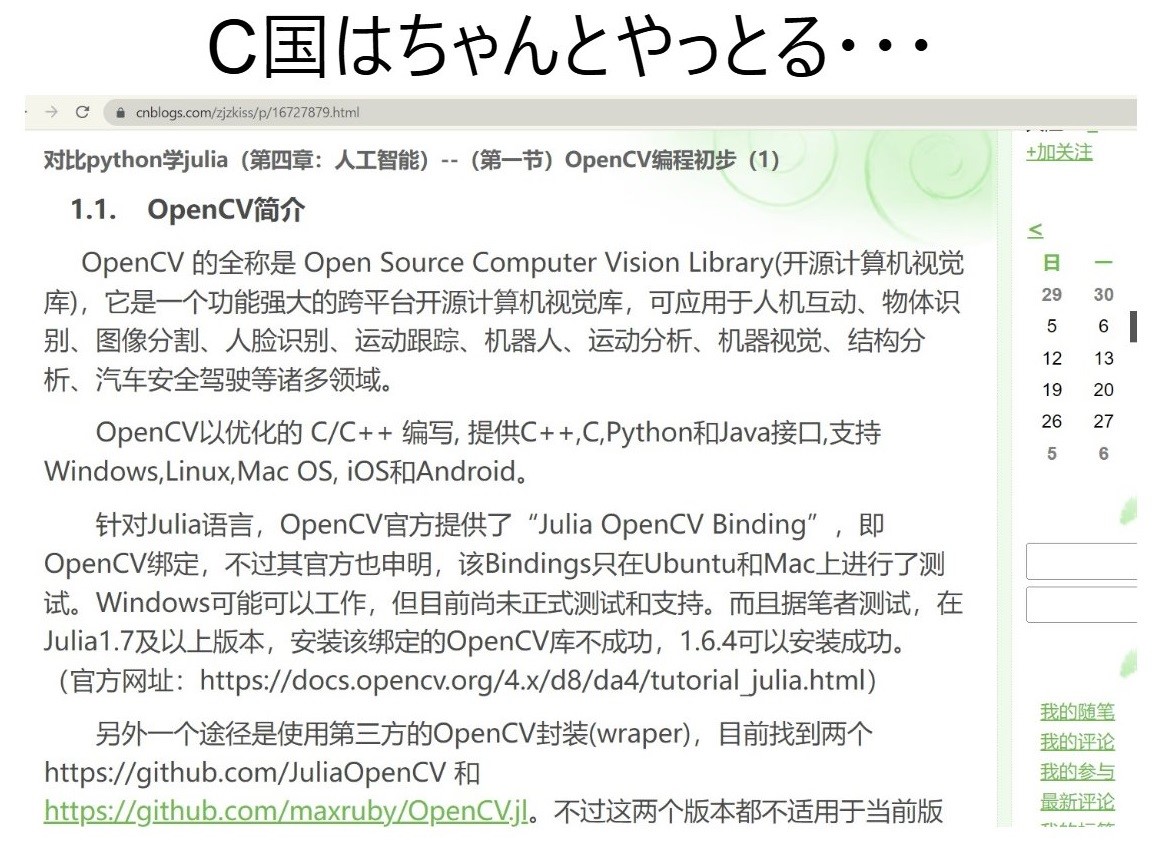 C国はちゃんとやっとる・・・
cnblogs.com/zjzkiss/p/16727879.html
对比python学julia（第四章：人工智能）--（第一节）OpenCV编程初步（1）
1.1. OpenCV简介
OpenCV 的全称是 Open Source Computer Vision Library(开源计算机视觉
库)，它是一个功能强大的跨平台开源计算机视觉库，可应用于人机互动、物体识
别、图像分割、人脸识别、运动跟踪、机器人、运动分析、机器视觉、结构分
析、汽车安全驾驶等诸多领域。
OpenCV以优化的 C/C++ 编写, 提供C++,C,Python和Java接口,支持
Windows,Linux,Mac OS, iOS和Android。
针对Julia语言，OpenCV官方提供了“Julia OpenCV Binding”，即
OpenCV绑定，不过其官方也申明，该Bindings只在Ubuntu和Mac上进行了测
试。Windows可能可以工作，但目前尚未正式测试和支持。而且据笔者测试，在
Julia1.7及以上版本，安装该绑定的OpenCV库不成功，1.6.4可以安装成功。
（官方网址：https://docs.opencv.org/4.x/d8/da4/tutorial_julia.html）
另外一个途径是使用第三方的OpenCV封装(wraper)，目前找到两个
https://github.com/JuliaOpenCV 和
https://github.com/maxruby/OpenCV.jl。不过这两个版本都不适用于当前版
+加关注
<
日 一
29 30
5 6
12 13
19 20
26 27
5 6
我的随笔
我的评论
我的参与
最新评论